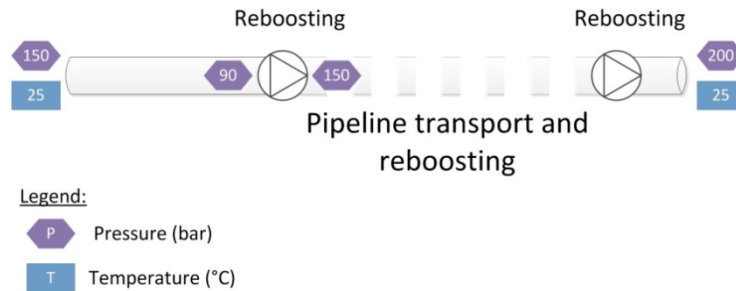 Reboosting
Reboosting
150
90
150
200
25
25
Pipeline transport and
reboosting
Legend:
P
Pressure (bar)
T
Temperature (°C)